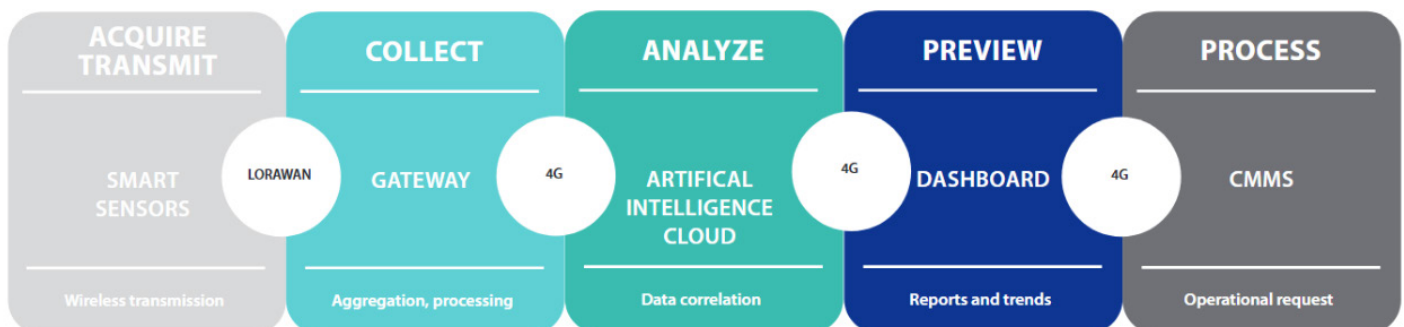 ACQUIRE
TRANSMIT
SMART
SENSORS
Wireless transmission
LORAWAN
COLLECT
GATEWAY
Aggregation, processing
4G
ANALYZE
ARTIFICAL
INTELLIGENCE
CLOUD
Data correlation
4G
PREVIEW
DASHBOARD
Reports and trends
4G
PROCESS
CMMS
Operational request